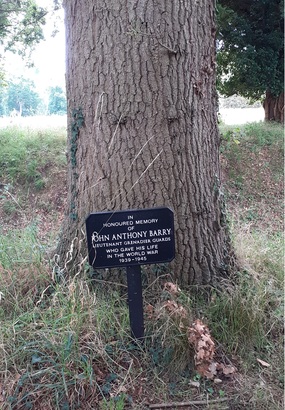 IN
HONOURED MEMORY
OF
JOHN ANTHONY BARRY
LIEUTENANT GRENADIER GUARDS
WHO GAVE HIS LIFE
IN THE WORLD WAR
1939-1945